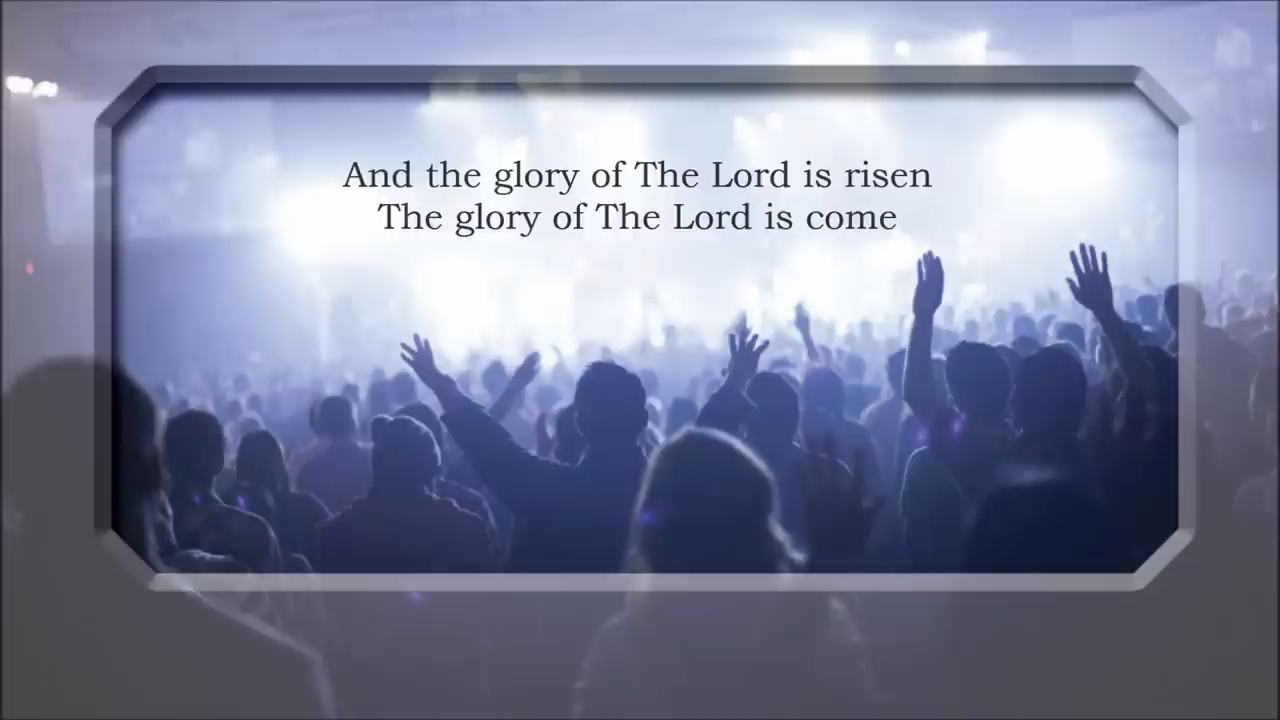 And the glory of The Lord is risen
The glory of The Lord is come